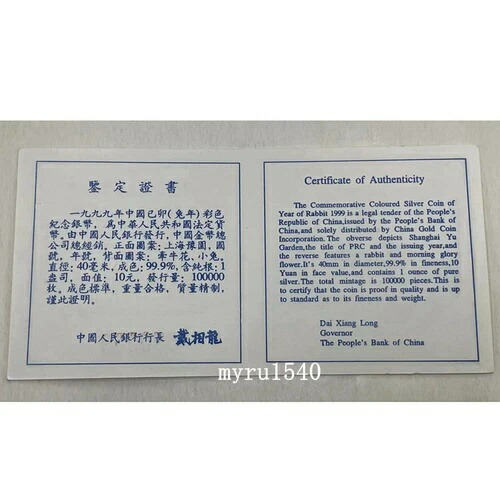 鑒定證書
一九九九年中國己卯(兔年)彩色
紀念銀幣，爲中華人民共和國法定貨
幣。由中國人民銀行發行，中國金幣總
公司總經銷。正面圖案：上海豫園，國
號，年號，背面圖案：牽牛花，小兔。
直徑：40毫米，成色：99.9%，含純銀：1
盎司，面值：10元，發行量：100000
枚。成色標準，重量合格，質量精制，
謹此證明。
中國人民銀行行長 戴相龍
Certificate of Authenticity
The Commemorative Coloured Silver Coin of
Year of Rabbit 1999 is a legal tender of the People's
Republic of China,issued by the People's Bank of
China,and solely distributed by China Gold Coin
Incorporation.The obverse depicts Shanghai Yu
Garden,the title of PRC and the issuing year,and
the reverse features a rabbit and morning glory
flower.It's 40mm in diameter,99.9% in fineness,10
Yuan in face value,and contains 1 ounce of pure
silver.The total mintage is 100000 pieces.This is
to certify that the coin is proof in quality and is up
to standard as to its fineness and weight.
Dai Xiang Long
Governor
The People's Bank of China
myru1540